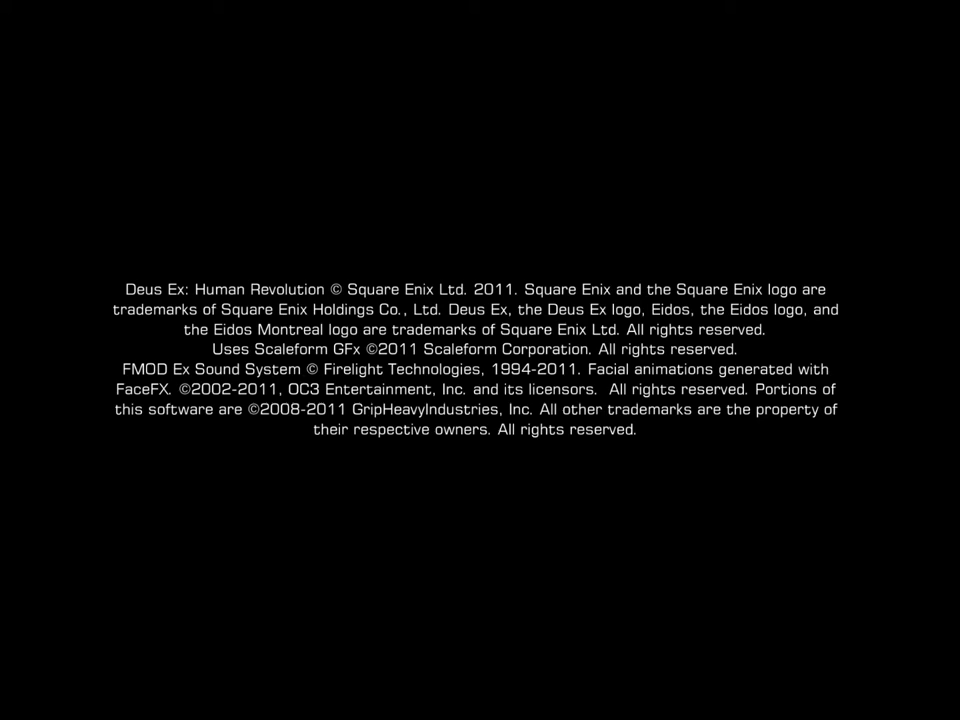 Deus Ex: Human Revolution © Square Enix Ltd. 2011. Square Enix and the Square Enix logo are
trademarks of Square Enix Holdings Co., Ltd. Deus Ex, the Deus Ex logo, Eidos, the Eidos logo, and
the Eidos Montreal logo are trademarks of Square Enix Ltd. All rights reserved.
Uses Scaleform GFx ©2011 Scaleform Corporation. All rights reserved.
FMOD Ex Sound System © Firelight Technologies, 1994-2011. Facial animations generated with
FaceFX. ©2002-2011, OC3 Entertainment, Inc. and its licensors.  All rights reserved. Portions of
this software are ©2008-2011 GripHeavyIndustries, Inc. All other trademarks are the property of
their respective owners. All rights reserved.